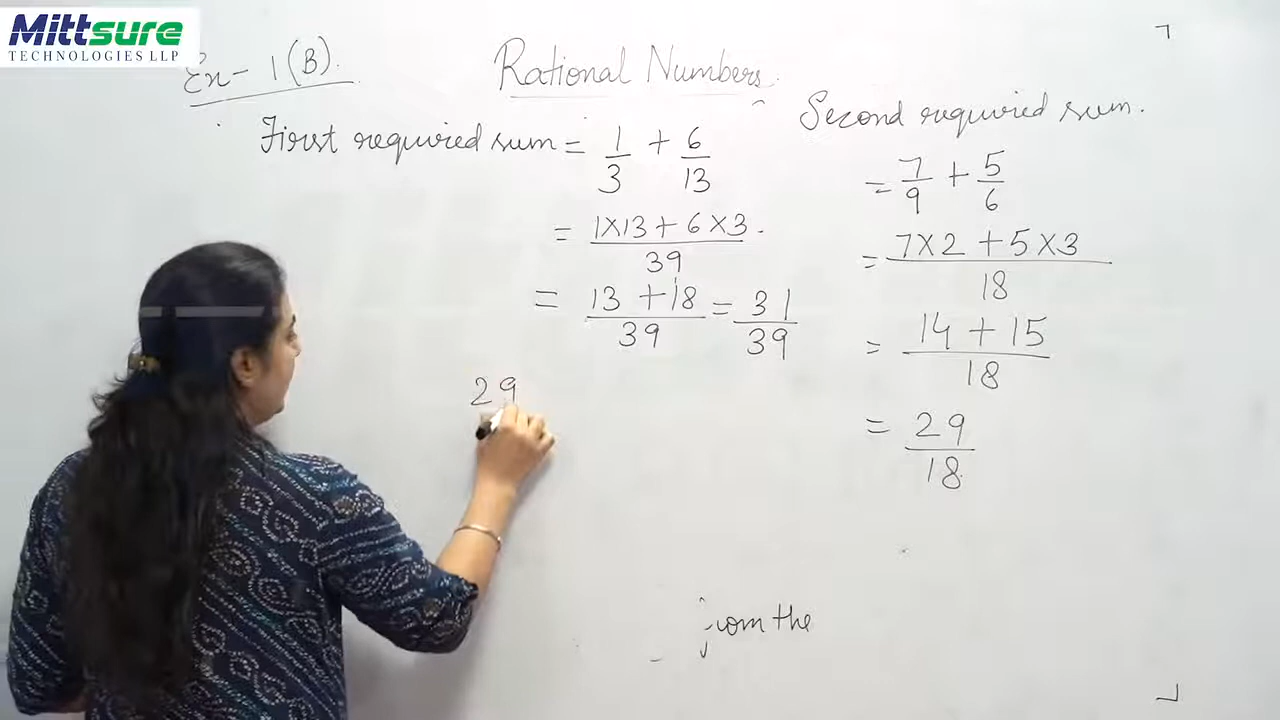 Mittsure
TECHNOLOGIES LLP
Ex- 1(B).
Rational Numbers.
First required sum = 1/3 + 6/13
= 1×13 + 6×3 / 39
= 13 + 18 / 39 = 31/39
29
Second required sum.
= 7/9 + 5/6
= 7×2 + 5×3 / 18
= 14 + 15 / 18
= 29/18
from the